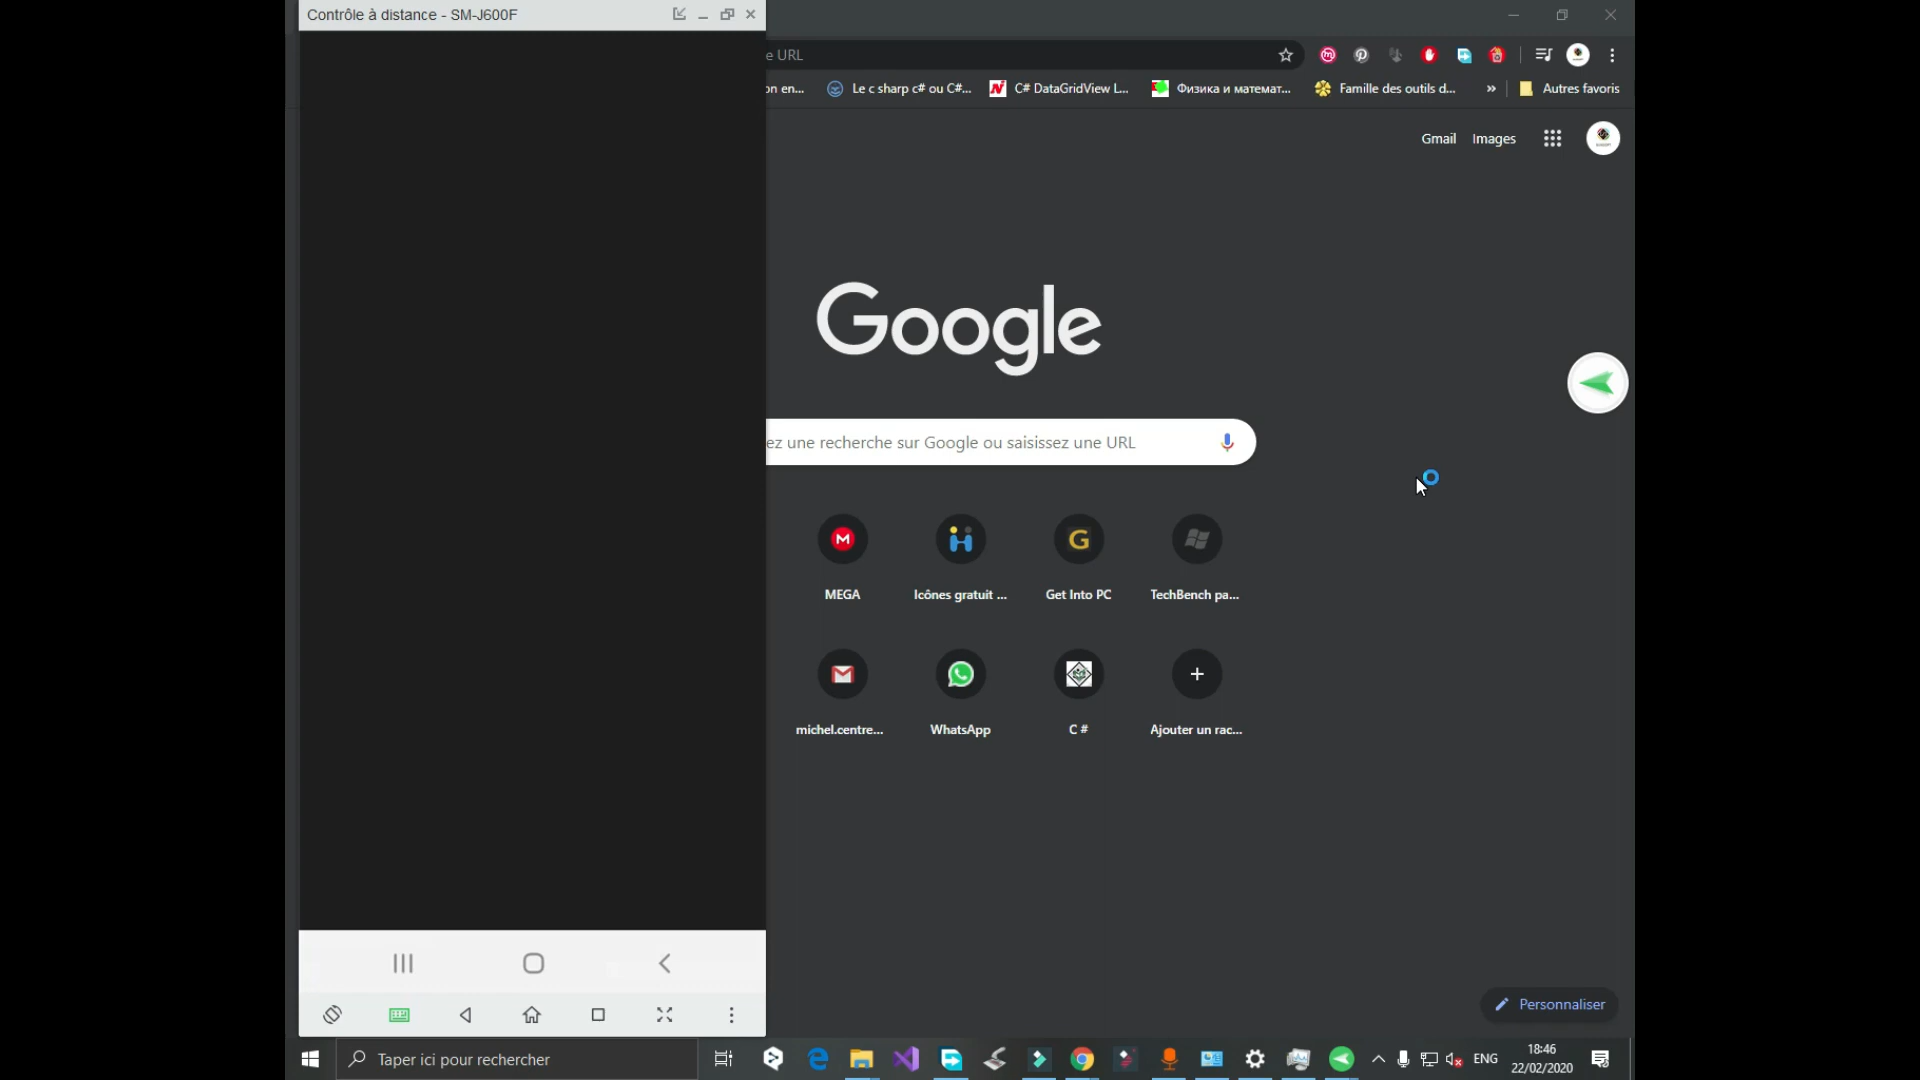 Contrôle à distance - SM-J600F
e URL
on en...
Le c sharp c# ou C#...
C# DataGridView L...
Физика и математ...
Famille des outils d...
»
Autres favoris
Gmail
Images
Google
ez une recherche sur Google ou saisissez une URL
MEGA
Icônes gratuit ...
Get Into PC
TechBench pa...
michel.centre...
WhatsApp
C #
Ajouter un rac...
Personnaliser
Taper ici pour rechercher
ENG
18:46
22/02/2020